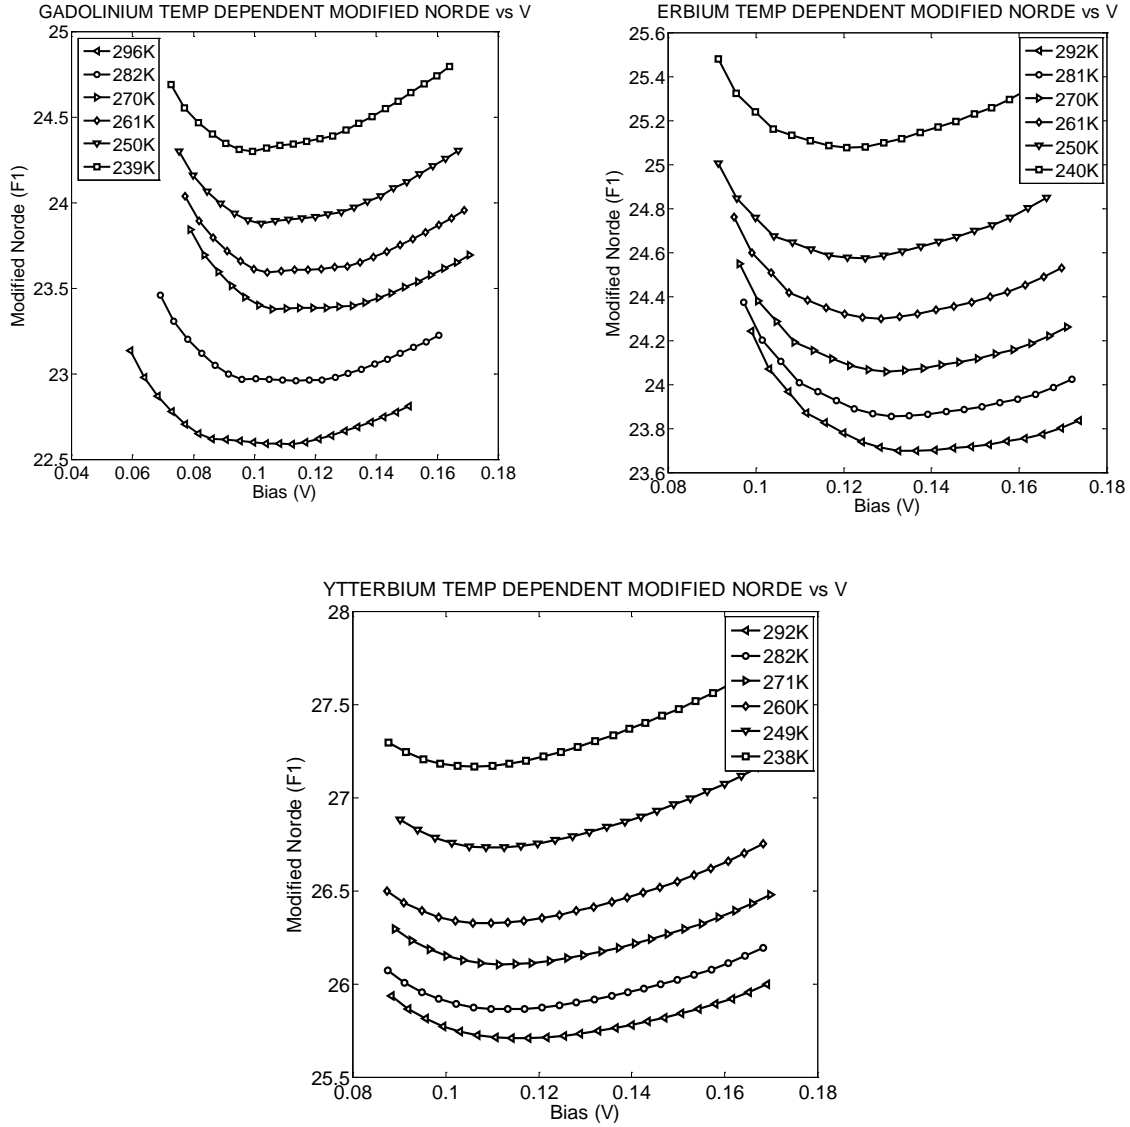 GADOLINIUM TEMP DEPENDENT MODIFIED NORDE vs V
25
24.5
24
23.5
23
22.5
Modified Norde (F1)
296K
282K
270K
261K
250K
239K
0.04
0.06
0.08
0.1
0.12
0.14
0.16
0.18
Bias (V)
ERBIUM TEMP DEPENDENT MODIFIED NORDE vs V
25.6
25.4
25.2
25
24.8
24.6
24.4
24.2
24
23.8
23.6
Modified Norde (F1)
292K
281K
270K
261K
250K
240K
0.08
0.1
0.12
0.14
0.16
0.18
Bias (V)
YTTERBIUM TEMP DEPENDENT MODIFIED NORDE vs V
28
27.5
27
26.5
26
25.5
Modified Norde (F1)
292K
282K
271K
260K
249K
238K
0.08
0.1
0.12
0.14
0.16
0.18
Bias (V)